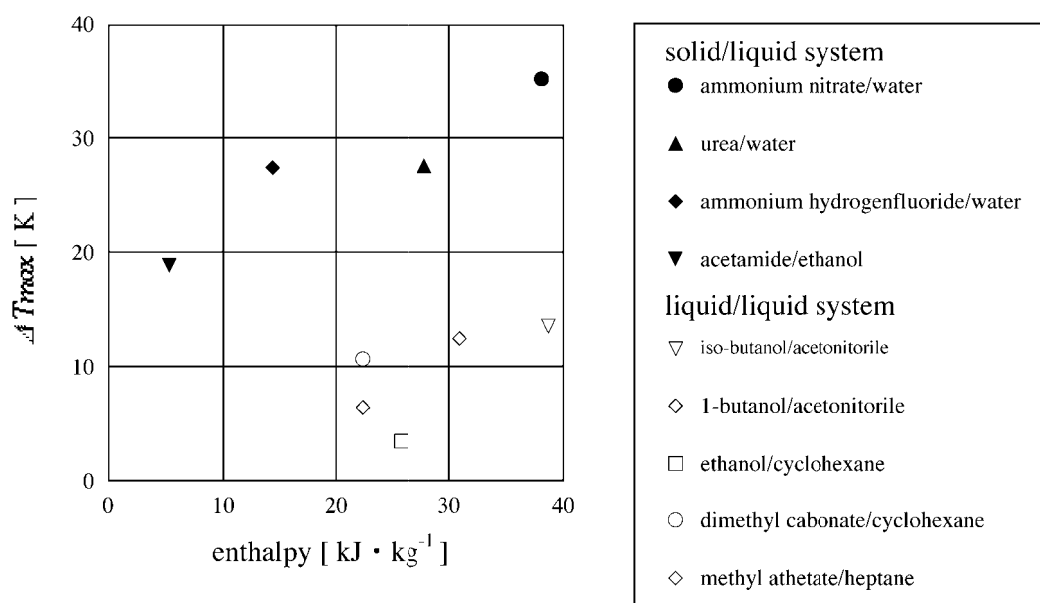 40
30
20
10
0
ΔTmax [ K ]
0 10 20 30 40
enthalpy [ kJ・kg-1 ]
solid/liquid system
ammonium nitrate/water
urea/water
ammonium hydrogenfluoride/water
acetamide/ethanol
liquid/liquid system
iso-butanol/acetonitorile
1-butanol/acetonitorile
ethanol/cyclohexane
dimethyl cabonate/cyclohexane
methyl athetate/heptane